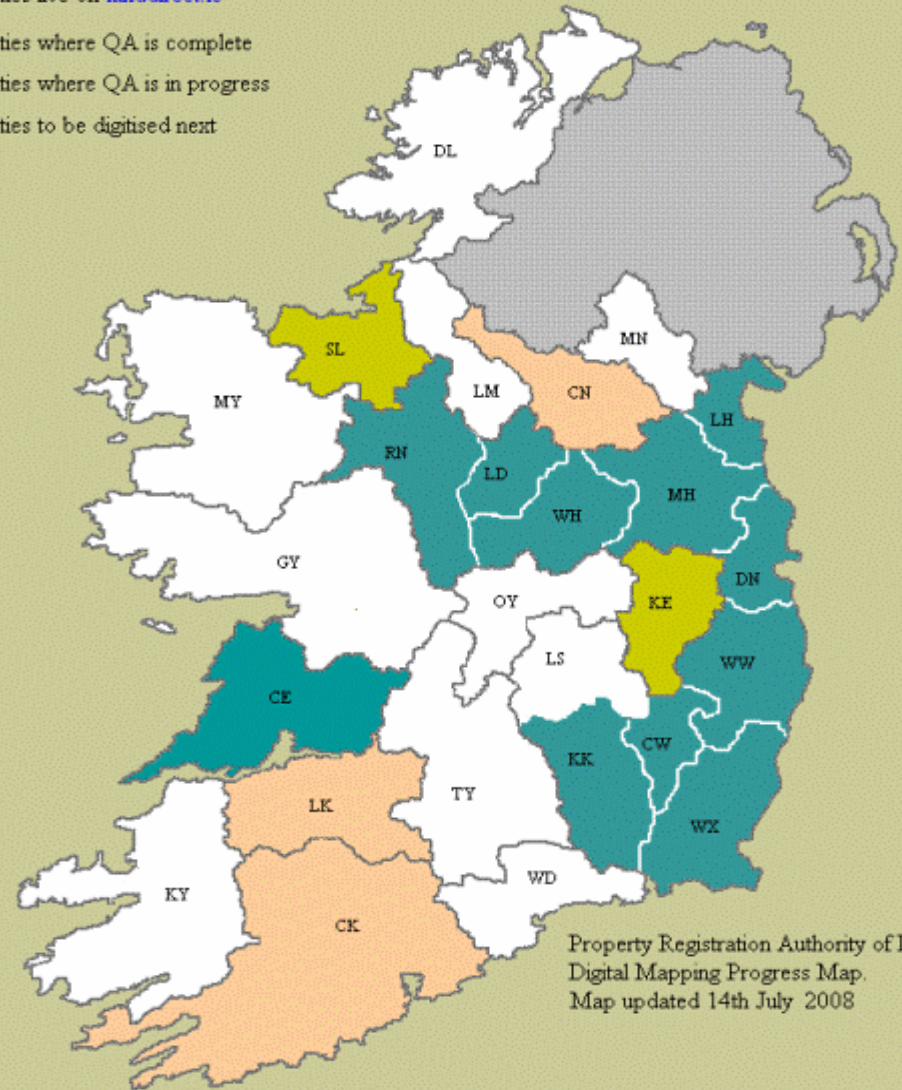 ties where QA is complete
ties where QA is in progress
ties to be digitised next
DL
SL
MN
LM
CN
MY
LH
RN
LD
MH
WH
GY
DN
OY
KE
LS
WW
CE
CW
KK
TY
LK
WX
WD
KY
CK
Property Registration Authority of
Digital Mapping Progress Map.
Map updated 14th July 2008